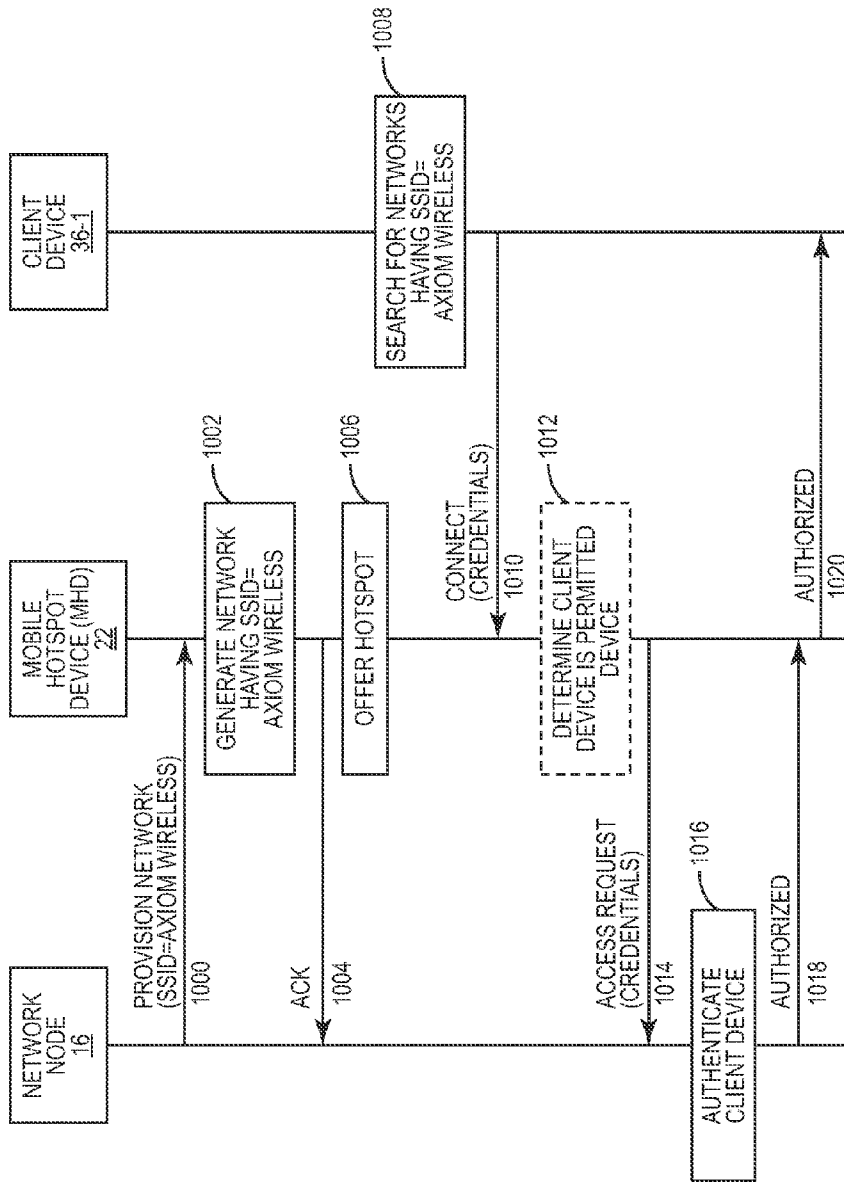 NETWORK
NODE
16
MOBILE
HOTSPOT
DEVICE (MHD)
22
CLIENT
DEVICE
36-1
PROVISION NETWORK
(SSID=AXIOM WIRELESS)
1000
GENERATE NETWORK
HAVING SSID=
AXIOM WIRELESS
1002
ACK
1004
OFFER HOTSPOT
1006
SEARCH FOR NETWORKS
HAVING SSID=
AXIOM WIRELESS
1008
CONNECT
(CREDENTIALS)
1010
DETERMINE CLIENT
DEVICE IS PERMITTED
DEVICE
1012
ACCESS REQUEST
(CREDENTIALS)
1014
AUTHENTICATE
CLIENT DEVICE
1016
AUTHORIZED
1018
AUTHORIZED
1020